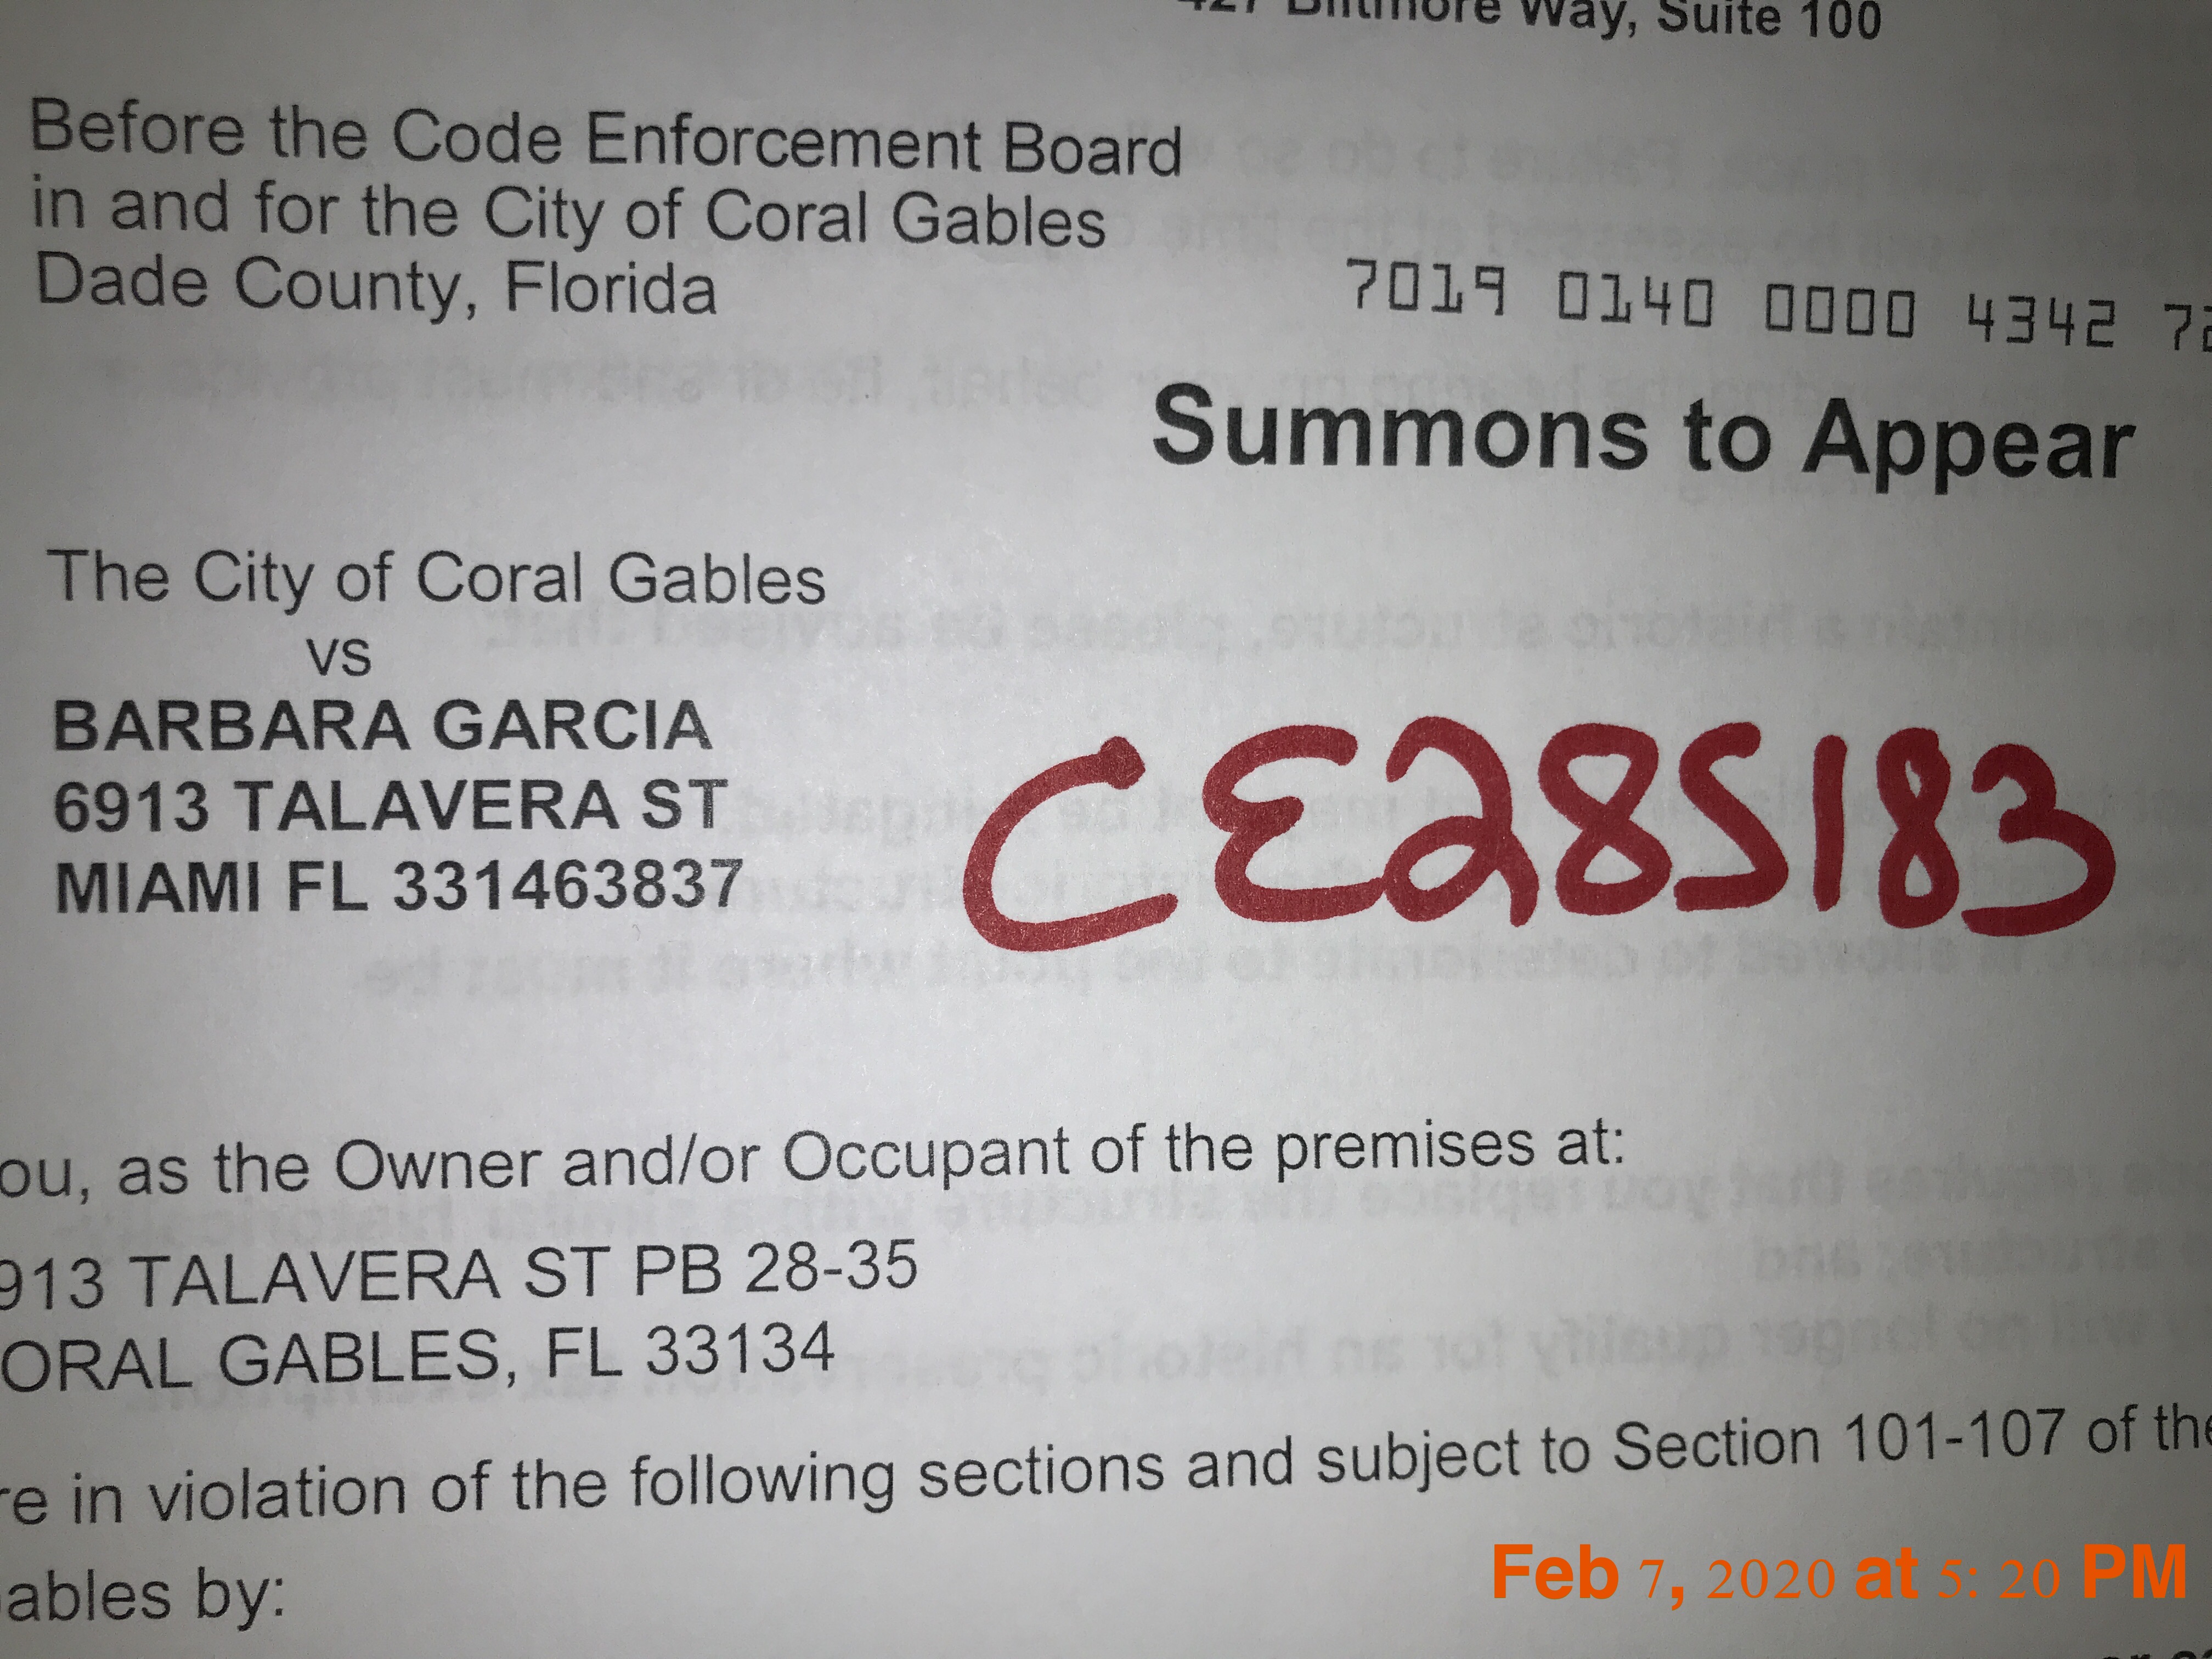 427 Biltmore Way, Suite 100
Before the Code Enforcement Board
in and for the City of Coral Gables
Dade County, Florida
7019 0140 0000 4342 72
Summons to Appear
The City of Coral Gables
vs
BARBARA GARCIA
6913 TALAVERA ST
MIAMI FL 331463837
CE285183
ou, as the Owner and/or Occupant of the premises at:
913 TALAVERA ST PB 28-35
ORAL GABLES, FL 33134
re in violation of the following sections and subject to Section 101-107 of the
ables by:
Feb 7, 2020 at 5: 20 PM